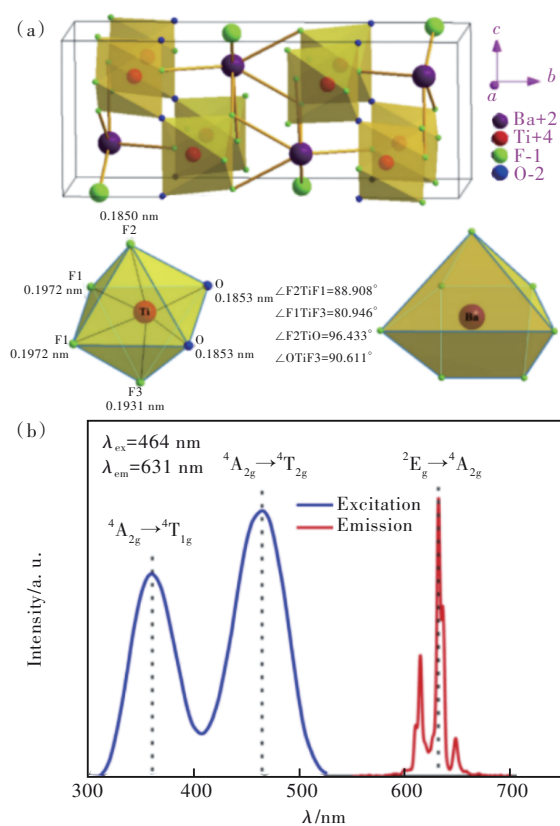 (a)
c
b
a
Ba+2
Ti+4
F-1
O-2
0.1850 nm
F2
F1
0.1972 nm
O
0.1853 nm
Ti
F1
0.1972 nm
O
0.1853 nm
F3
0.1931 nm
∠F2TiF1=88.908°
∠F1TiF3=80.946°
∠F2TiO=96.433°
∠OTiF3=90.611°
Ba
(b)
λex=464 nm
λem=631 nm
⁴A₂g→⁴T₂g
²Eg→⁴A₂g
⁴A₂g→⁴T₁g
Excitation
Emission
Intensity/a. u.
300 400 500 600 700
λ/nm